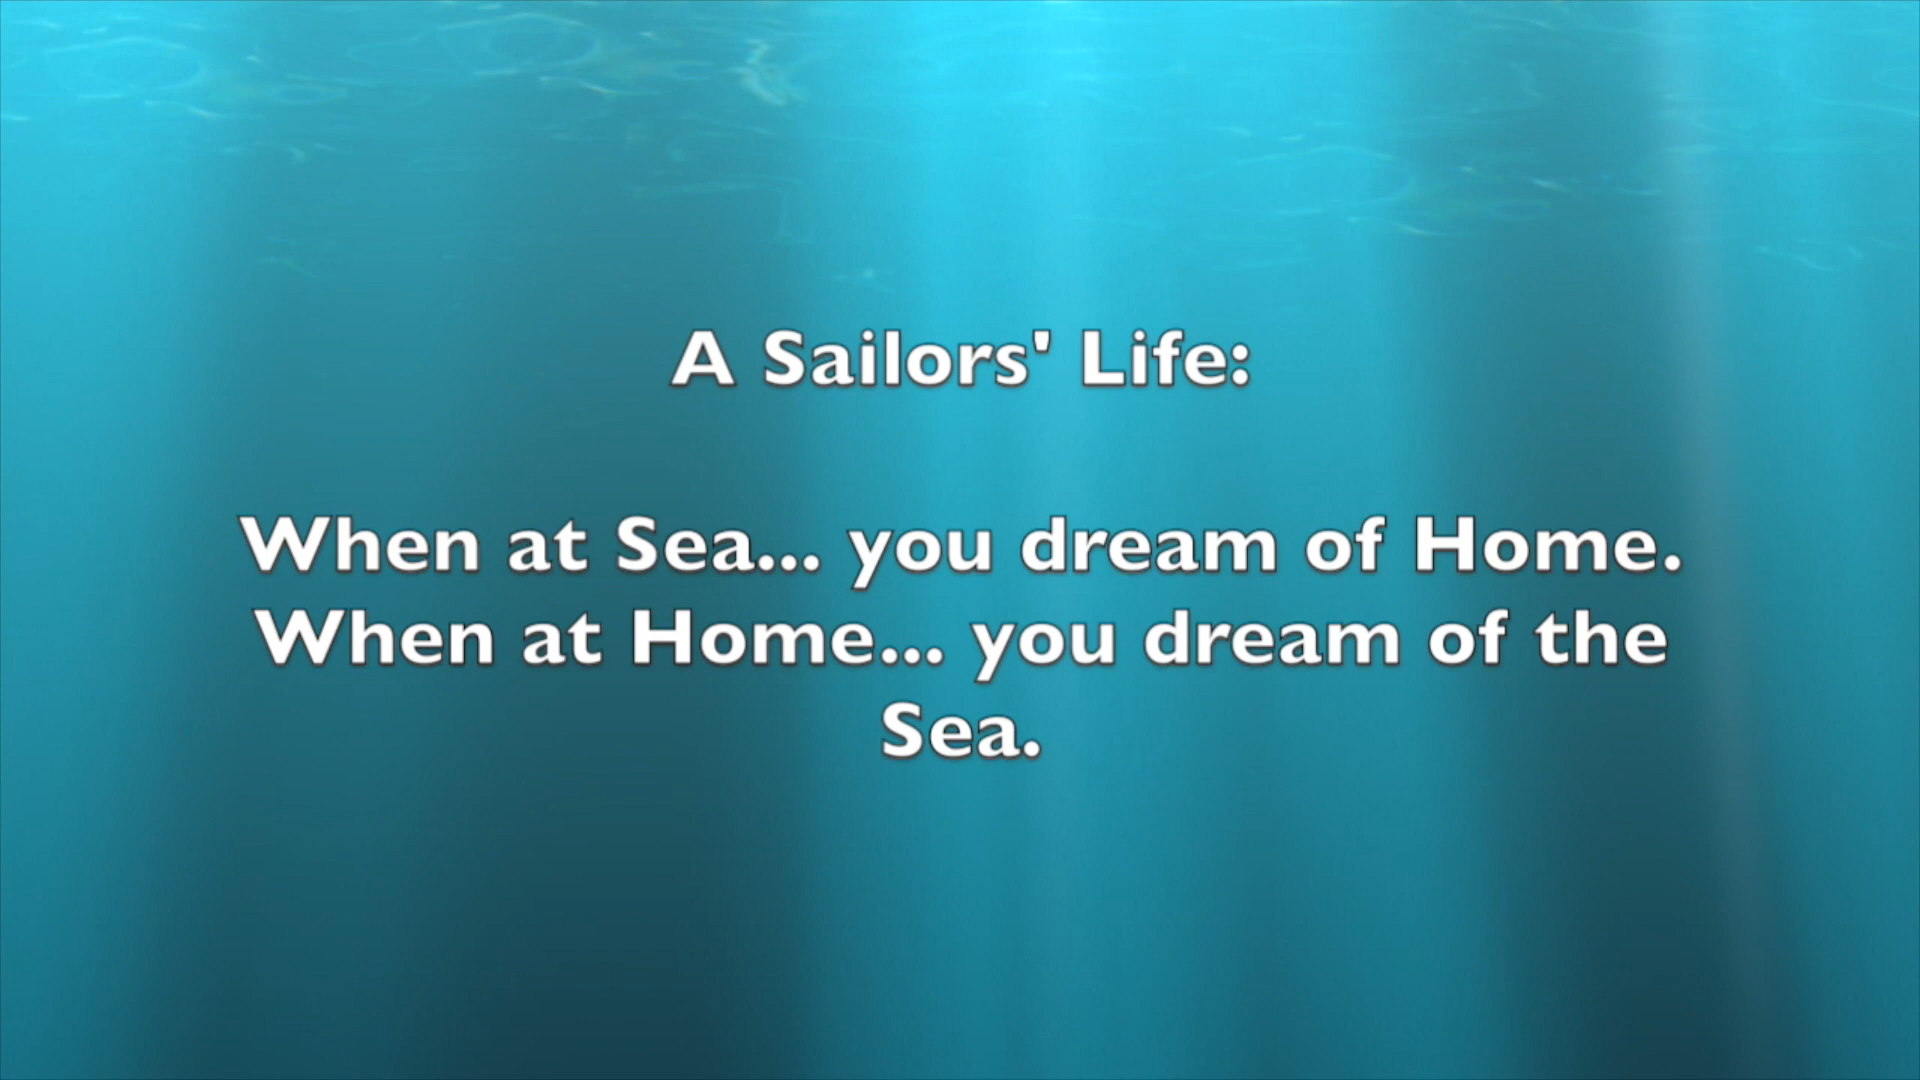 A Sailors' Life:
When at Sea... you dream of Home.
When at Home... you dream of the
Sea.